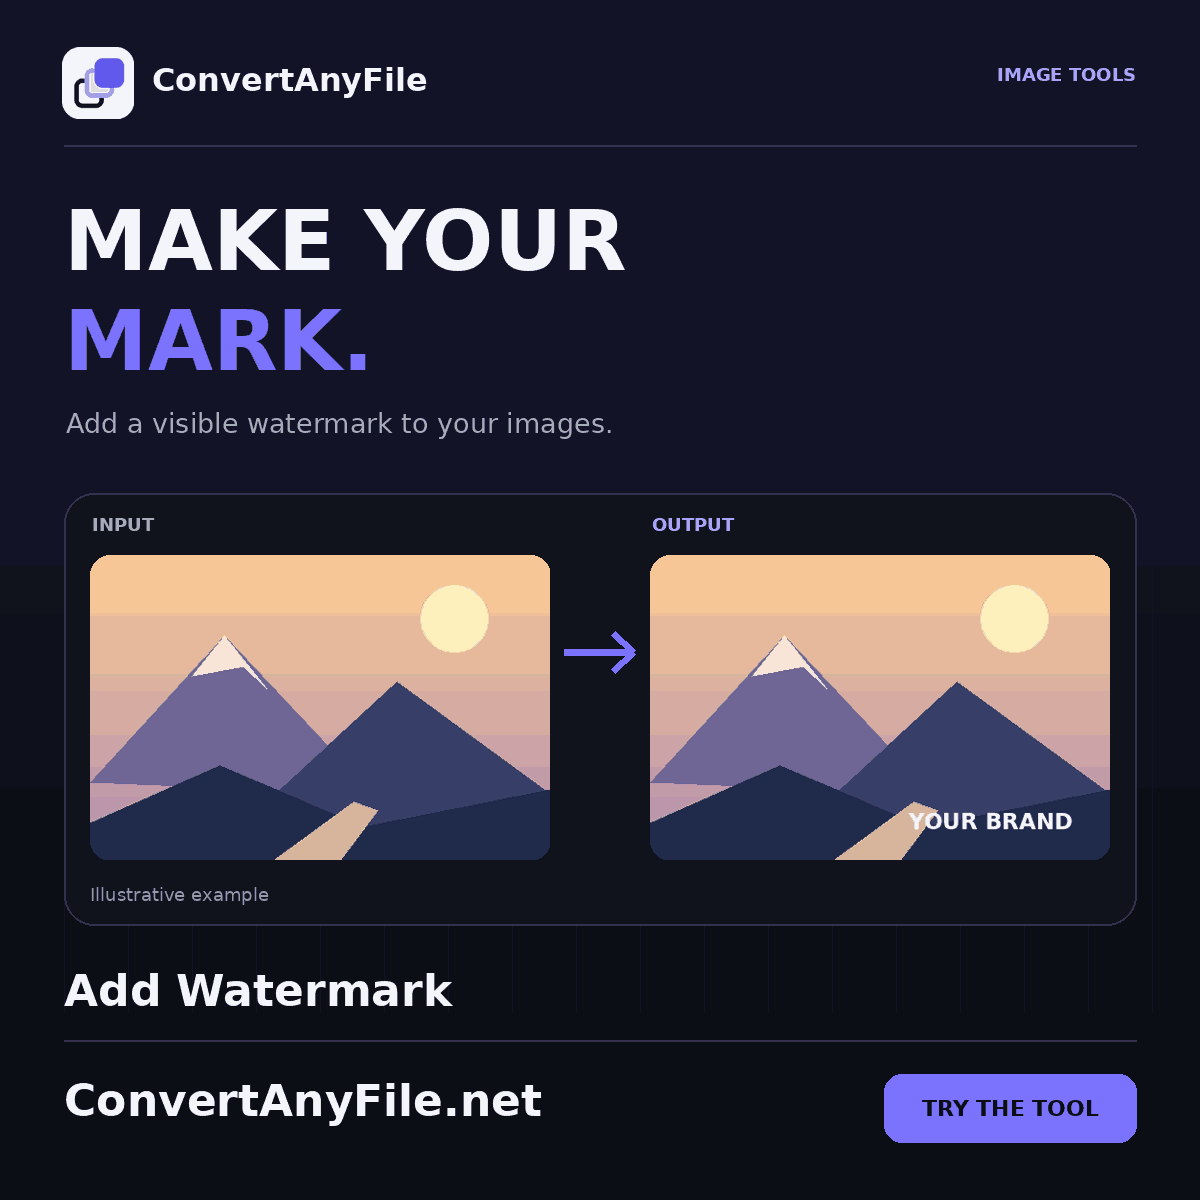 ConvertAnyFile
IMAGE TOOLS
MAKE YOUR
MARK.
Add a visible watermark to your images.
INPUT
OUTPUT
YOUR BRAND
Illustrative example
Add Watermark
ConvertAnyFile.net
TRY THE TOOL